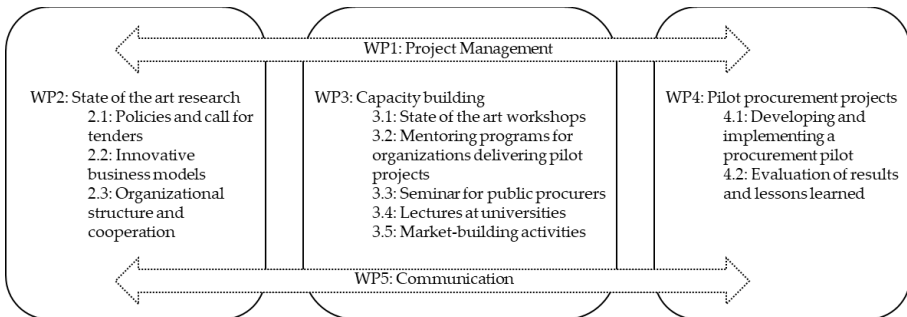 WP1: Project Management
WP2: State of the art research
2.1: Policies and call for
tenders
2.2: Innovative
business models
2.3: Organizational
structure and
cooperation
WP3: Capacity building
3.1: State of the art workshops
3.2: Mentoring programs for
organizations delivering pilot
projects
3.3: Seminar for public procurers
3.4: Lectures at universities
3.5: Market-building activities
WP4: Pilot procurement projects
4.1: Developing and
implementing a
procurement pilot
4.2: Evaluation of results
and lessons learned
WP5: Communication